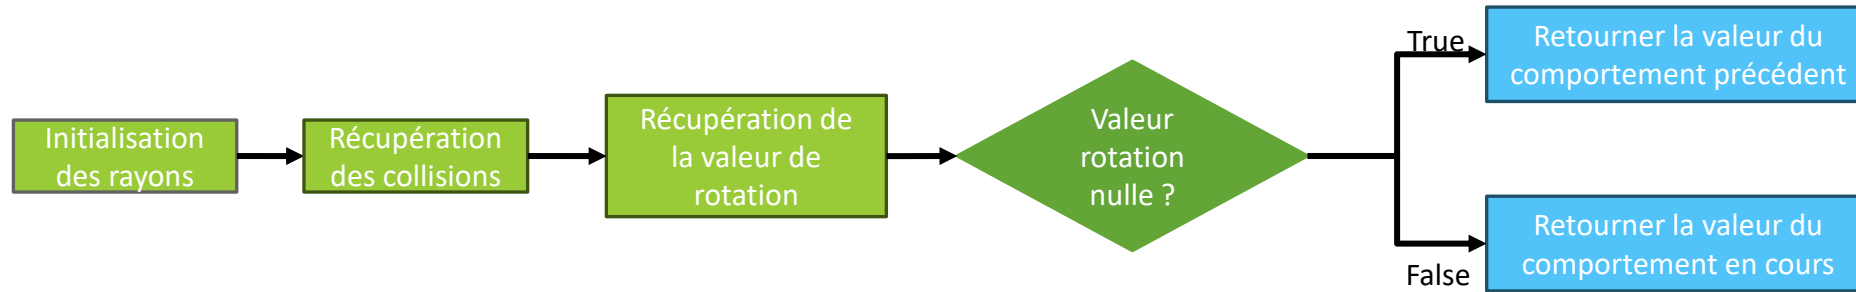 Initialisation
des rayons
Récupération
des collisions
Récupération de
la valeur de
rotation
Valeur
rotation
nulle ?
True
Retourner la valeur du
comportement précédent
False
Retourner la valeur du
comportement en cours